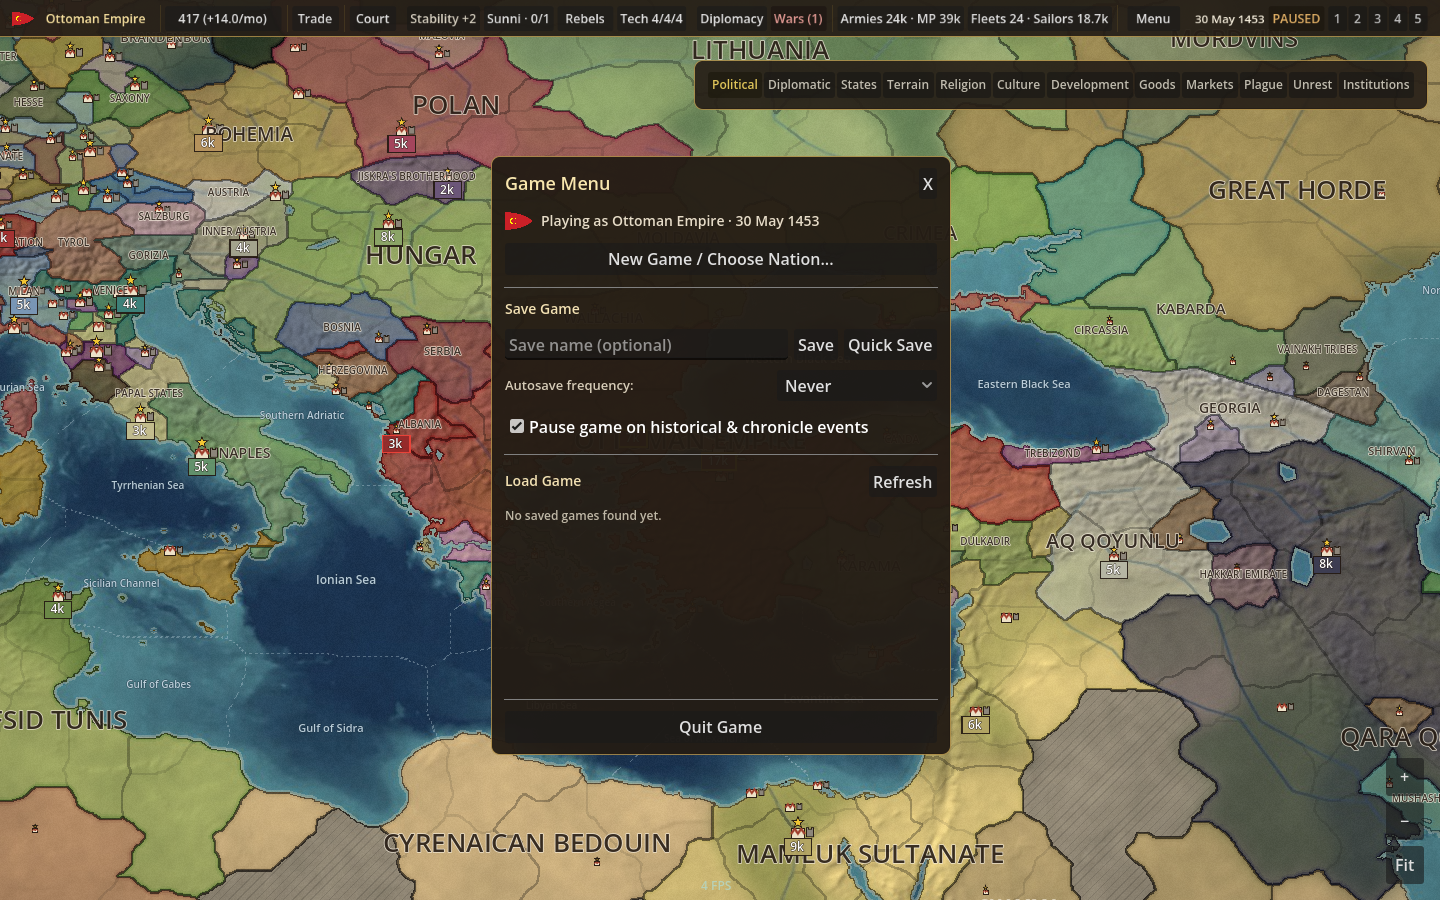 Ottoman Empire
417 (+14.0/mo)
Trade
Court
Stability +2
Sunni · 0/1
Rebels
Tech 4/4/4
Diplomacy
Wars (1)
Armies 24k · MP 39k
Fleets 24 · Sailors 18.7k
Menu
30 May 1453
PAUSED
1
2
3
4
5
Political
Diplomatic
States
Terrain
Religion
Culture
Development
Goods
Markets
Plague
Unrest
Institutions
Game Menu
X
Playing as Ottoman Empire · 30 May 1453
New Game / Choose Nation...
Save Game
Save name (optional)
Save
Quick Save
Autosave frequency:
Never
Pause game on historical & chronicle events
Load Game
Refresh
No saved games found yet.
Quit Game
LITHUANIA
MORDVINS
BRANDENBURG
HESSE
SAXONY
POLAN
BOHEMIA
6k
5k
JISKRA'S BROTHERHOOD
2k
AUSTRIA
SALZBURG
INNER AUSTRIA
4k
TYROL
GORIZIA
8k
HUNGAR
MILAN
5k
VENICE
4k
BOSNIA
SERBIA
HERZEGOVINA
PAPAL STATES
3k
Southern Adriatic
ALBANIA
3k
NAPLES
5k
Tyrrhenian Sea
Sicilian Channel
Ionian Sea
4k
Gulf of Gabes
Gulf of Sidra
FSID TUNIS
CYRENAICAN BEDOUIN
MAMLUK SULTANATE
9k
6k
GREAT HORDE
CRIMEA
KABARDA
CIRCASSIA
VAINAKH TRIBES
DAGESTAN
Eastern Black Sea
GEORGIA
TREBIZOND
SHIRVAN
DULKADIR
AQ QOYUNLU
5k
HAKKARI EMIRATE
8k
QARA Q
MUSHASH
+
−
Fit
4 FPS